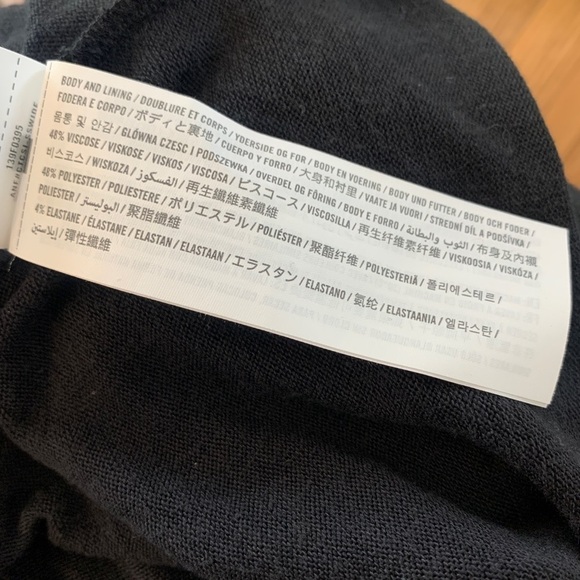 BODY AND LINING / DOUBLURE ET CORPS / YDERSIDE OG FOR / BODY EN VOERING / BODY UND FUTTER / BODY OCH FODER /
FODERA E CORPO / ボディと裏地 / CUERPO Y FORRO / 大身和衬里 / VAATE JA VUORI / STREDNÍ DÍL A PODŠÍVKA /
몸통 및 안감 / GŁÓWNA CZESC I PODSZEWKA / OVERDEL OG FÔRING / BODY E FORRO / الثوب والبطانة / 布身及內襯
48% VISCOSE / VISKOSE / VISKOS / VISCOSA / ビスコース / VISCOSILLA / 再生纤维素纤维 / VISKOOSIA / VISKÓZA /
비스코스 / WISKOZA / الفسكوز / 再生纖維素纖維
48% POLYESTER / POLIESTERE / ポリエステル / POLIÉSTER / 聚酯纤维 / POLYESTERIÄ / 폴리에스테르 /
POLIESTER / البوليستر / 聚脂纖維
4% ELASTANE / ÉLASTANE / ELASTAN / ELASTAAN / エラスタン / ELASTANO / 氨纶 / ELASTAANIA / 엘라스탄 /
إيلاستين / 彈性纖維
139F0395